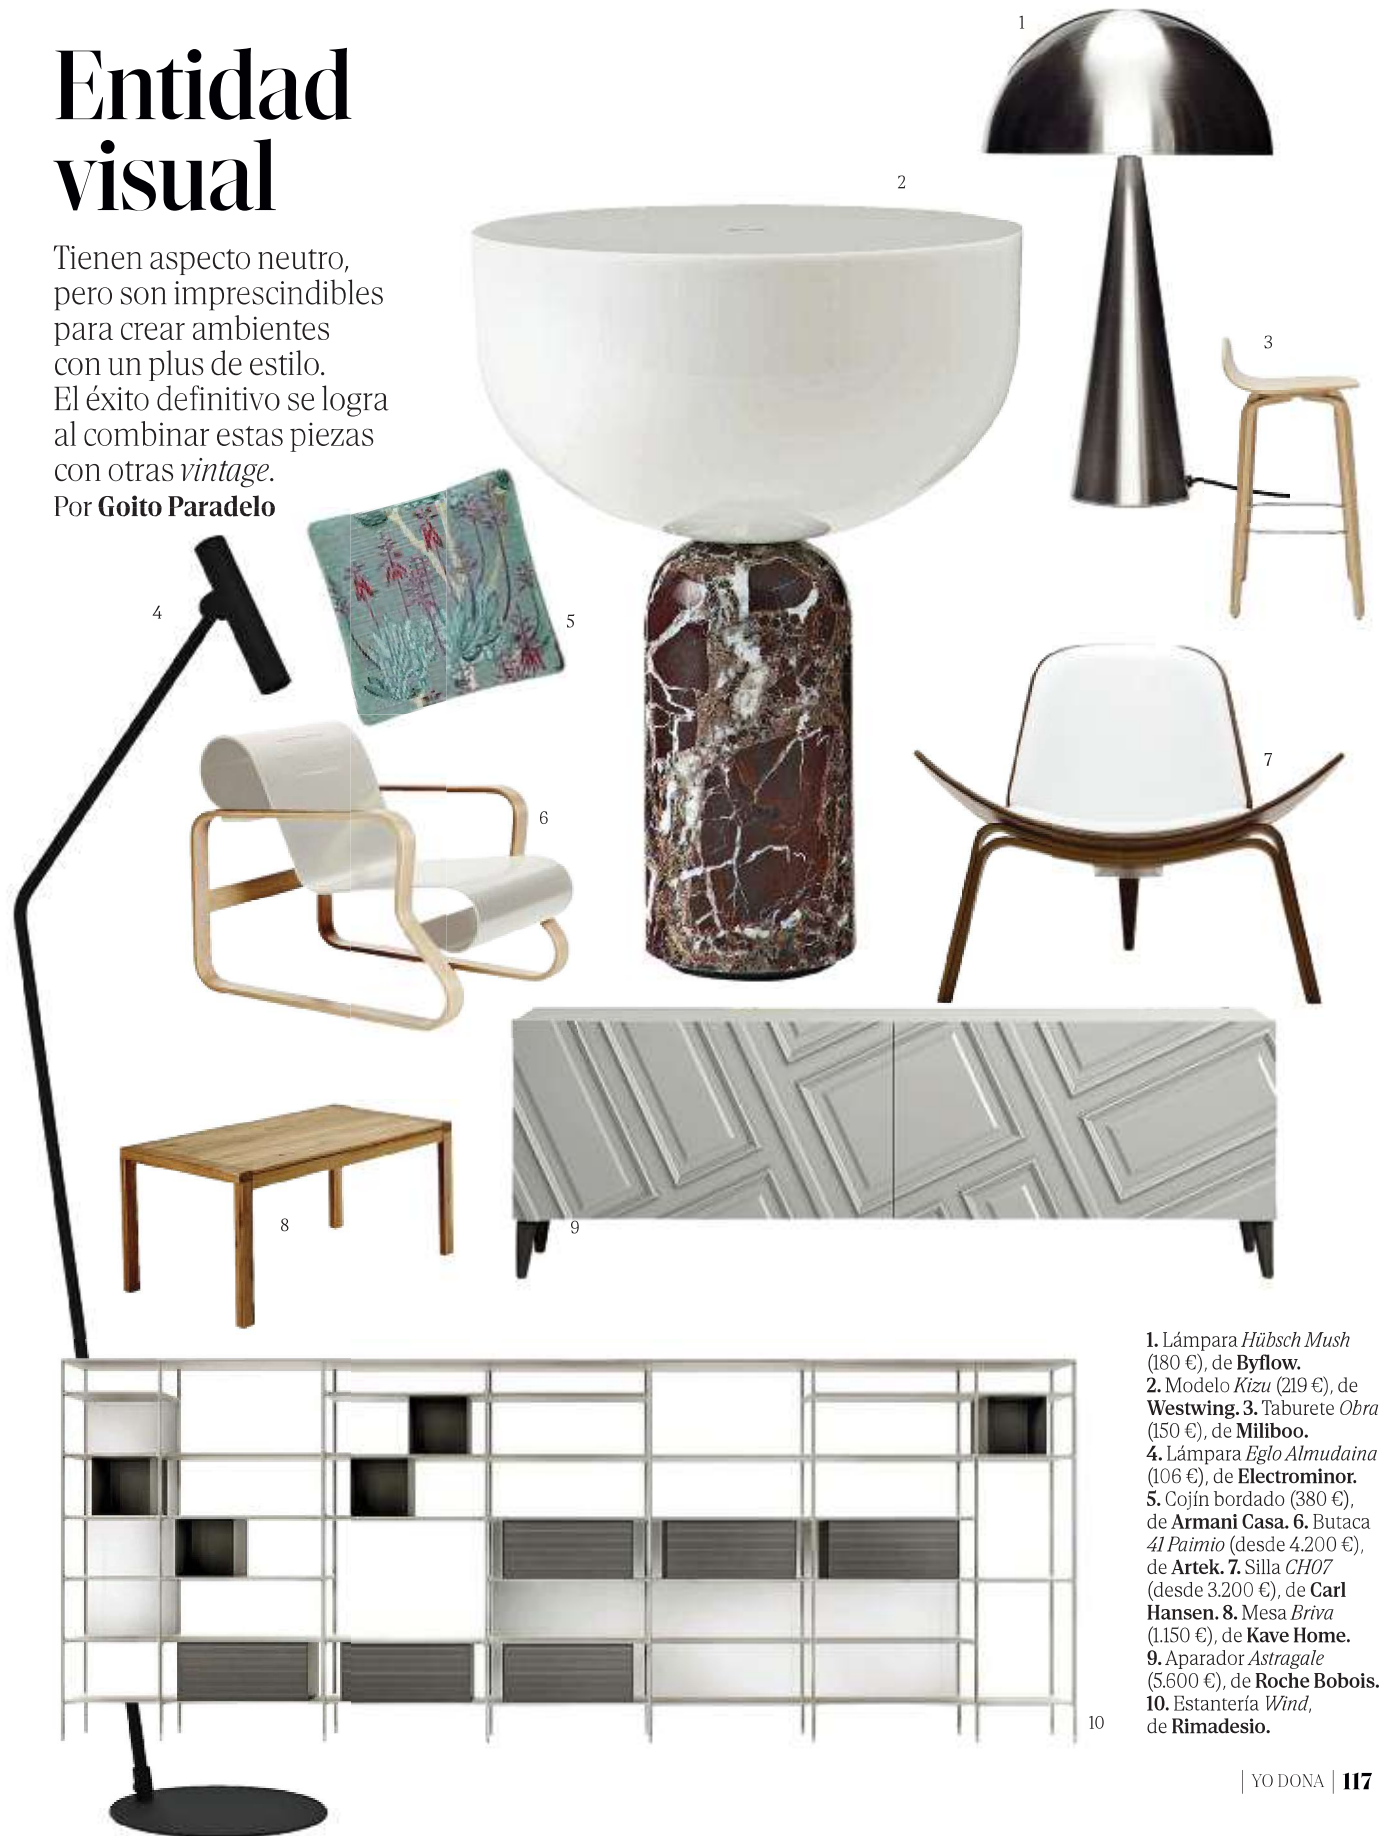 Entidad
visual
Tienen aspecto neutro,
pero son imprescindibles
para crear ambientes
con un plus de estilo.
El éxito definitivo se logra
al combinar estas piezas
con otras vintage.
Por Goito Paradelo
1
2
3
4
5
6
7
8
9
10
1. Lámpara Hübsch Mush
(180 €), de Byflow.
2. Modelo Kizu (219 €), de
Westwing. 3. Taburete Obra
(150 €), de Miliboo.
4. Lámpara Eglo Almudaina
(106 €), de Electrominor.
5. Cojín bordado (380 €),
de Armani Casa. 6. Butaca
41 Paimio (desde 4.200 €),
de Artek. 7. Silla CH07
(desde 3.200 €), de Carl
Hansen. 8. Mesa Briva
(1.150 €), de Kave Home.
9. Aparador Astragale
(5.600 €), de Roche Bobois.
10. Estantería Wind,
de Rimadesio.
| YO DONA | 117